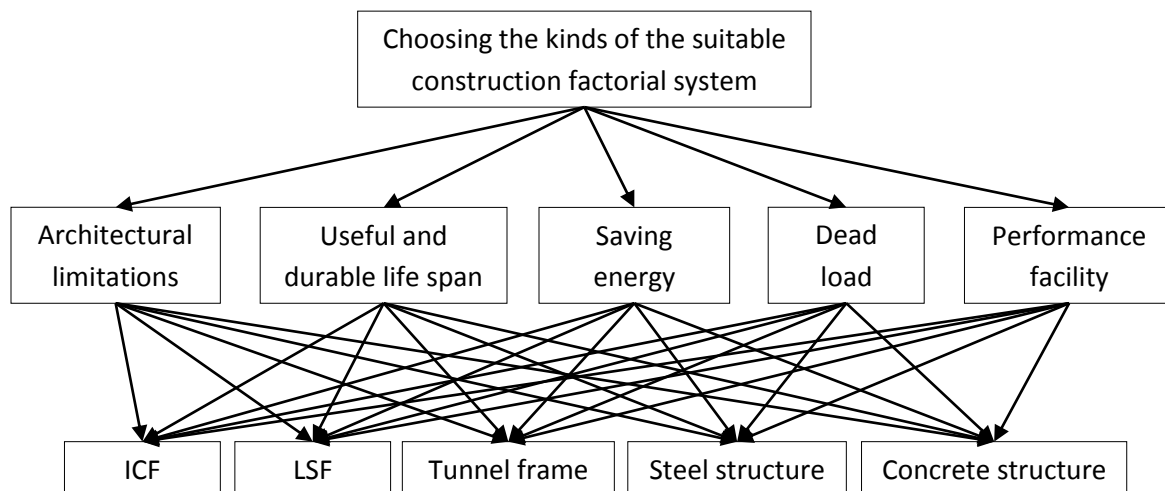 Choosing the kinds of the suitable
construction factorial system
Architectural
limitations
Useful and
durable life span
Saving
energy
Dead
load
Performance
facility
ICF
LSF
Tunnel frame
Steel structure
Concrete structure